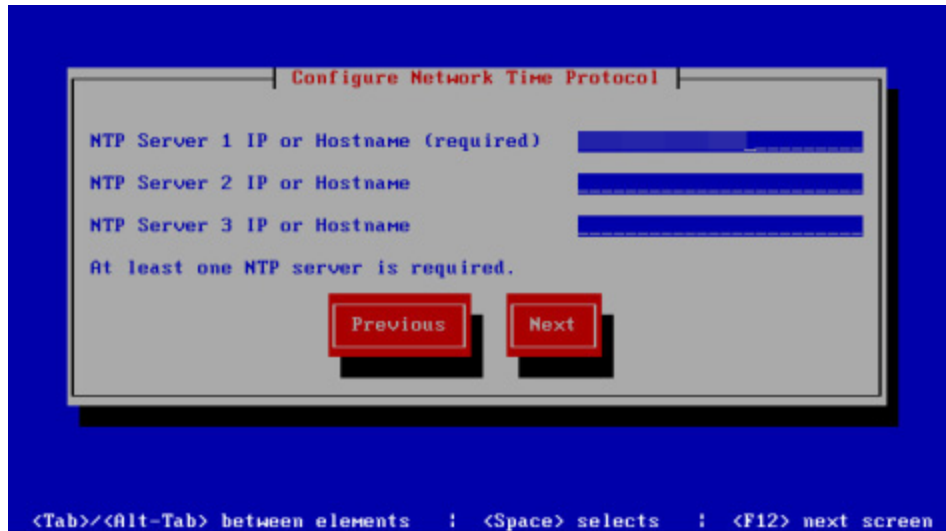 Configure Network Time Protocol
NTP Server 1 IP or Hostname (required)
NTP Server 2 IP or Hostname
NTP Server 3 IP or Hostname
At least one NTP server is required.
Previous Next
<Tab>/<Alt-Tab> between elements ¦ <Space> selects ¦ <F12> next screen